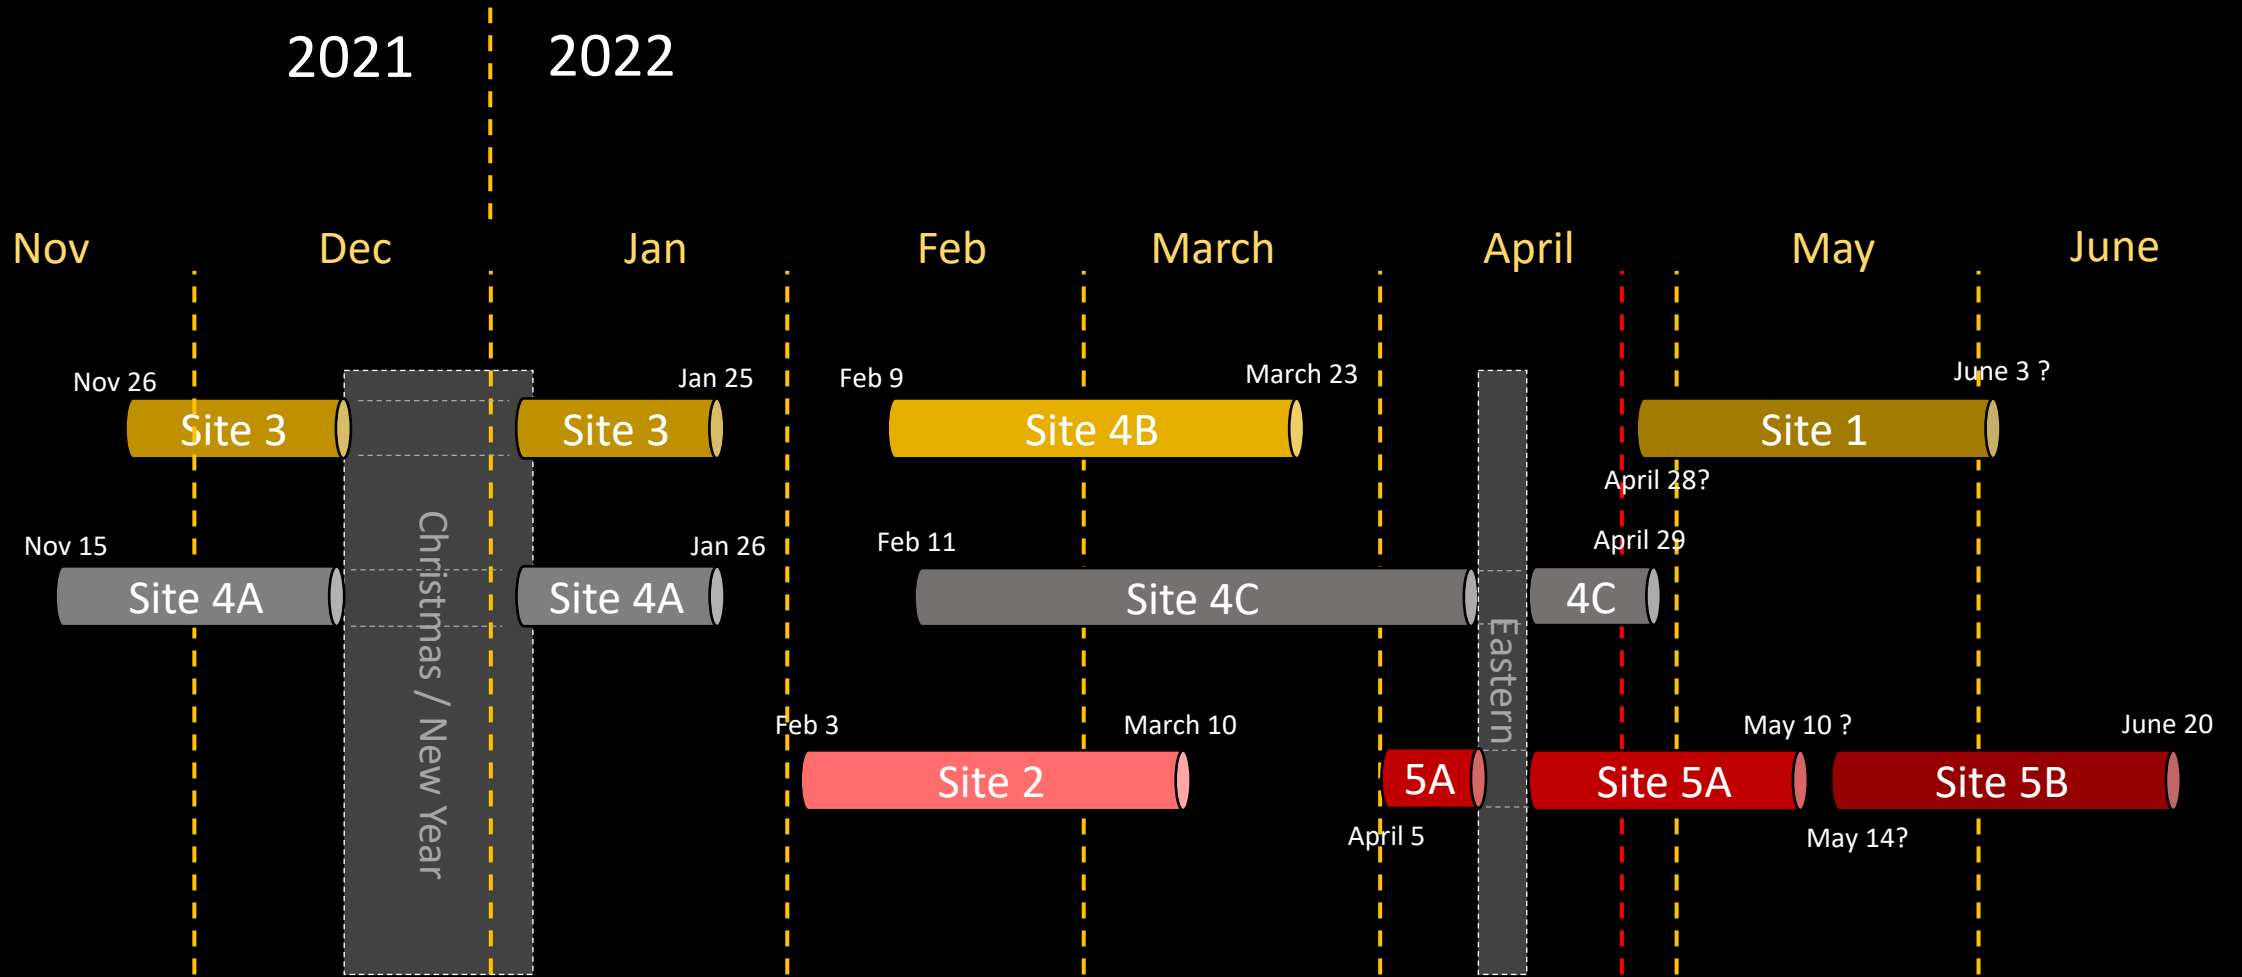 2021
2022
Nov
Dec
Jan
Feb
March
April
May
June
Nov 26
Jan 25
Feb 9
March 23
June 3 ?
Site 3
Site 3
Site 4B
Site 1
April 28?
Nov 15
Jan 26
Feb 11
April 29
Site 4A
Site 4A
Site 4C
4C
Christmas / New Year
Eastern
Feb 3
March 10
May 10 ?
June 20
Site 2
5A
Site 5A
Site 5B
April 5
May 14?